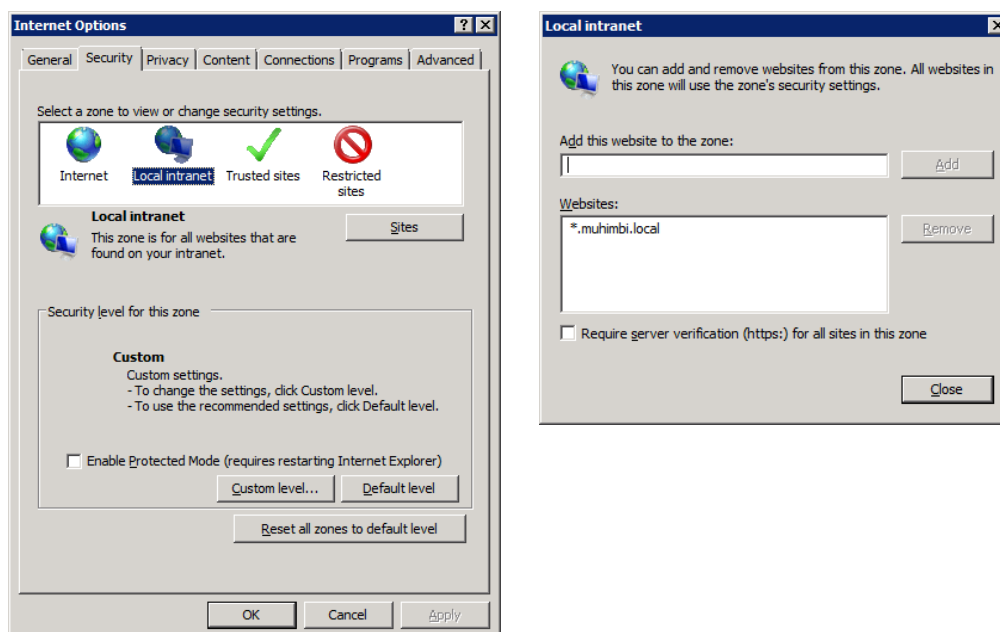 Internet Options
General Security Privacy Content Connections Programs Advanced
Select a zone to view or change security settings.
Internet
Local intranet
Trusted sites
Restricted
sites
Local intranet
This zone is for all websites that are
found on your intranet.
Sites
Security level for this zone
Custom
Custom settings.
- To change the settings, click Custom level.
- To use the recommended settings, click Default level.
Enable Protected Mode (requires restarting Internet Explorer)
Custom level... Default level
Reset all zones to default level
OK Cancel Apply
Local intranet
You can add and remove websites from this zone. All websites in
this zone will use the zone's security settings.
Add this website to the zone:
Add
Websites:
*.muhimbi.local
Remove
Require server verification (https:) for all sites in this zone
Close